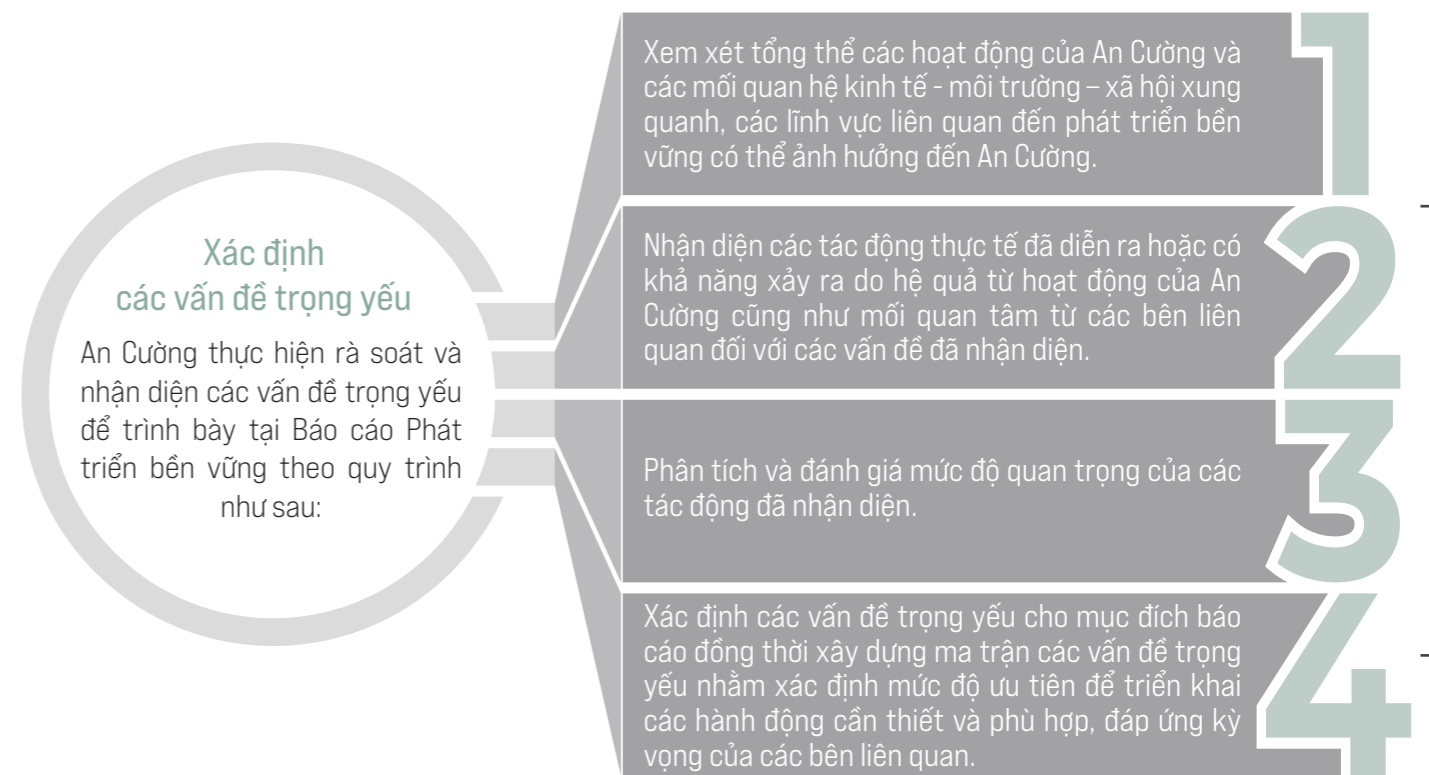 Xác định
các vấn đề trọng yếu
An Cường thực hiện rà soát và
nhận diện các vấn đề trọng yếu
để trình bày tại Báo cáo Phát
triển bền vững theo quy trình
như sau:
Xem xét tổng thể các hoạt động của An Cường và
các mối quan hệ kinh tế - môi trường – xã hội xung
quanh, các lĩnh vực liên quan đến phát triển bền
vững có thể ảnh hưởng đến An Cường.
1
Nhận diện các tác động thực tế đã diễn ra hoặc có
khả năng xảy ra do hệ quả từ hoạt động của An
Cường cũng như mối quan tâm từ các bên liên
quan đối với các vấn đề đã nhận diện.
2
Phân tích và đánh giá mức độ quan trọng của các
tác động đã nhận diện.
3
Xác định các vấn đề trọng yếu cho mục đích báo
cáo đồng thời xây dựng ma trận các vấn đề trọng
yếu nhằm xác định mức độ ưu tiên để triển khai
các hành động cần thiết và phù hợp, đáp ứng kỳ
vọng của các bên liên quan.
4